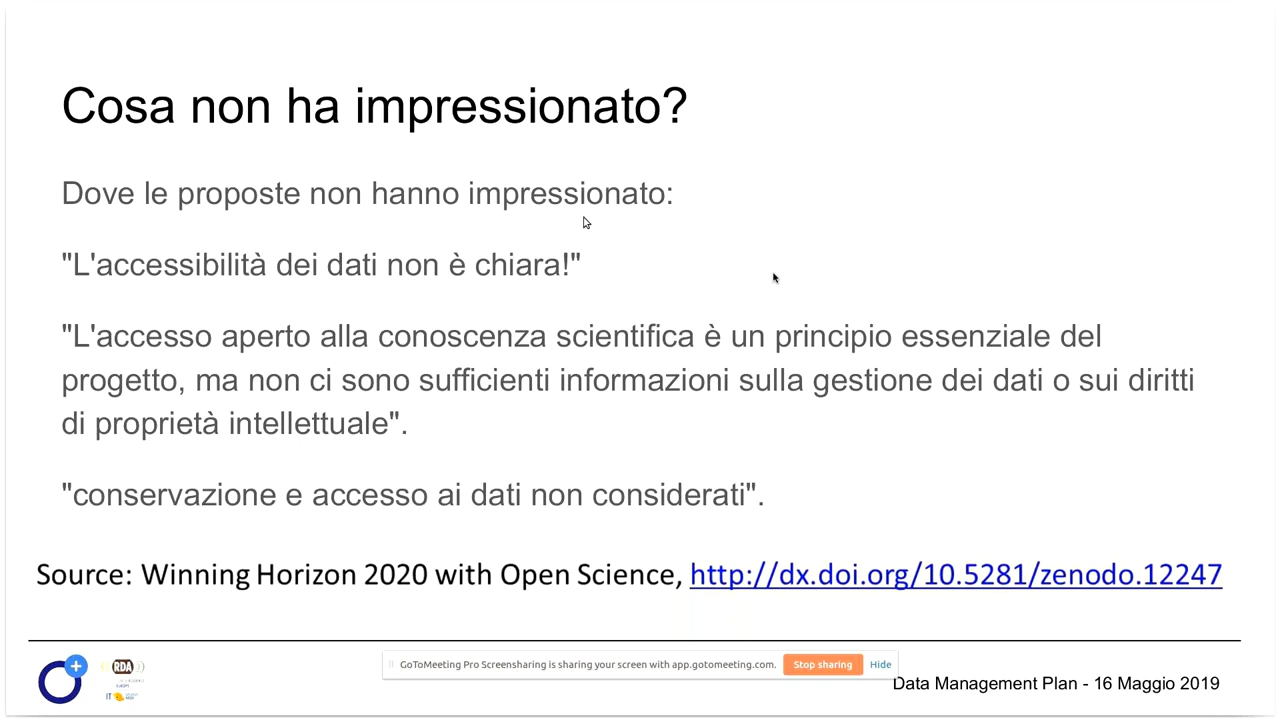 Cosa non ha impressionato?
Dove le proposte non hanno impressionato:
"L'accessibilità dei dati non è chiara!"
"L'accesso aperto alla conoscenza scientifica è un principio essenziale del
progetto, ma non ci sono sufficienti informazioni sulla gestione dei dati o sui diritti
di proprietà intellettuale".
"conservazione e accesso ai dati non considerati".
Source: Winning Horizon 2020 with Open Science, http://dx.doi.org/10.5281/zenodo.12247
RDA
IT
GoToMeeting Pro Screensharing is sharing your screen with app.gotomeeting.com. Stop sharing Hide
Data Management Plan - 16 Maggio 2019